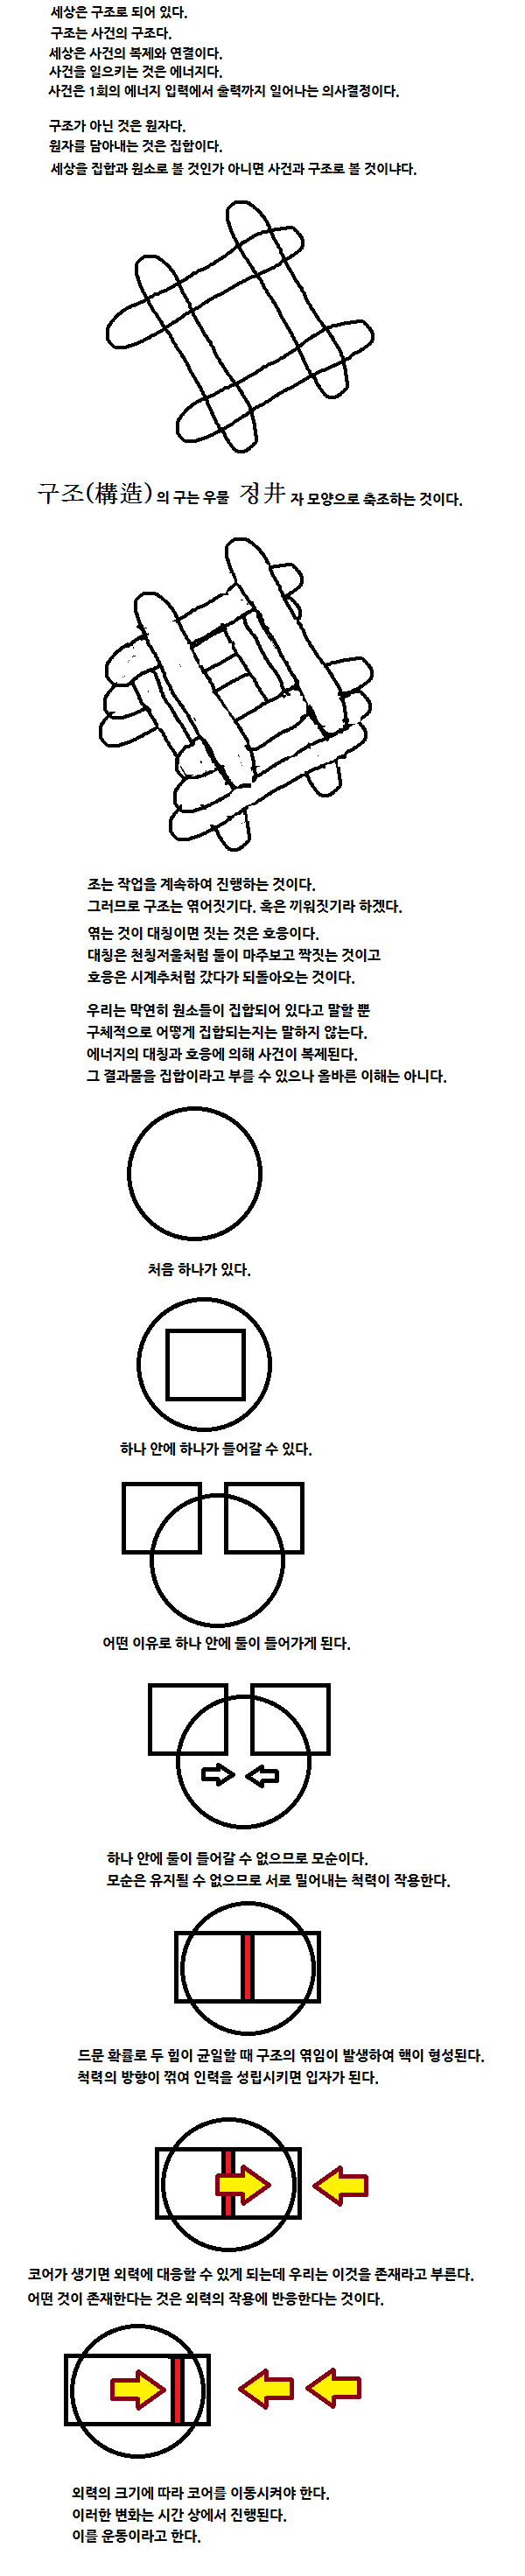 세상은 구조로 되어 있다.
구조는 사건의 구조다.
세상은 사건의 복제와 연결이다.
사건을 일으키는 것은 에너지다.
사건은 1회의 에너지 입력에서 출력까지 일어나는 의사결정이다.
구조가 아닌 것은 원자다.
원자를 담아내는 것은 집합이다.
세상을 집합과 원소로 볼 것인가 아니면 사건과 구조로 볼 것이냐다.
구조(構造)의 구는 우물 정井자 모양으로 축조하는 것이다.
조는 작업을 계속하여 진행하는 것이다.
그러므로 구조는 엮어짓기다. 혹은 끼워짓기라 하겠다.
엮는 것이 대칭이면 짓는 것은 호응이다.
대칭은 천칭저울처럼 둘이 마주보고 짝짓는 것이고
호응은 시계추처럼 갔다가 되돌아오는 것이다.
우리는 막연히 원소들이 집합되어 있다고 말할 뿐
구체적으로 어떻게 집합되는지는 말하지 않는다.
에너지의 대칭과 호응에 의해 사건이 복제된다.
그 결과물을 집합이라고 부를 수 있으나 올바른 이해는 아니다.
처음 하나가 있다.
하나 안에 하나가 들어갈 수 있다.
어떤 이유로 하나 안에 둘이 들어가게 된다.
하나 안에 둘이 들어갈 수 없으므로 모순이다.
모순은 유지될 수 없으므로 서로 밀어내는 척력이 작용한다.
드문 확률로 두 힘이 균일할 때 구조의 엮임이 발생하여 핵이 형성된다.
척력의 방향이 꺾여 인력을 성립시키면 입자가 된다.
코어가 생기면 외력에 대응할 수 있게 되는데 우리는 이것을 존재라고 부른다.
어떤 것이 존재한다는 것은 외력의 작용에 반응한다는 것이다.
외력의 크기에 따라 코어를 이동시켜야 한다.
이러한 변화는 시간 상에서 진행된다.
이를 운동이라고 한다.